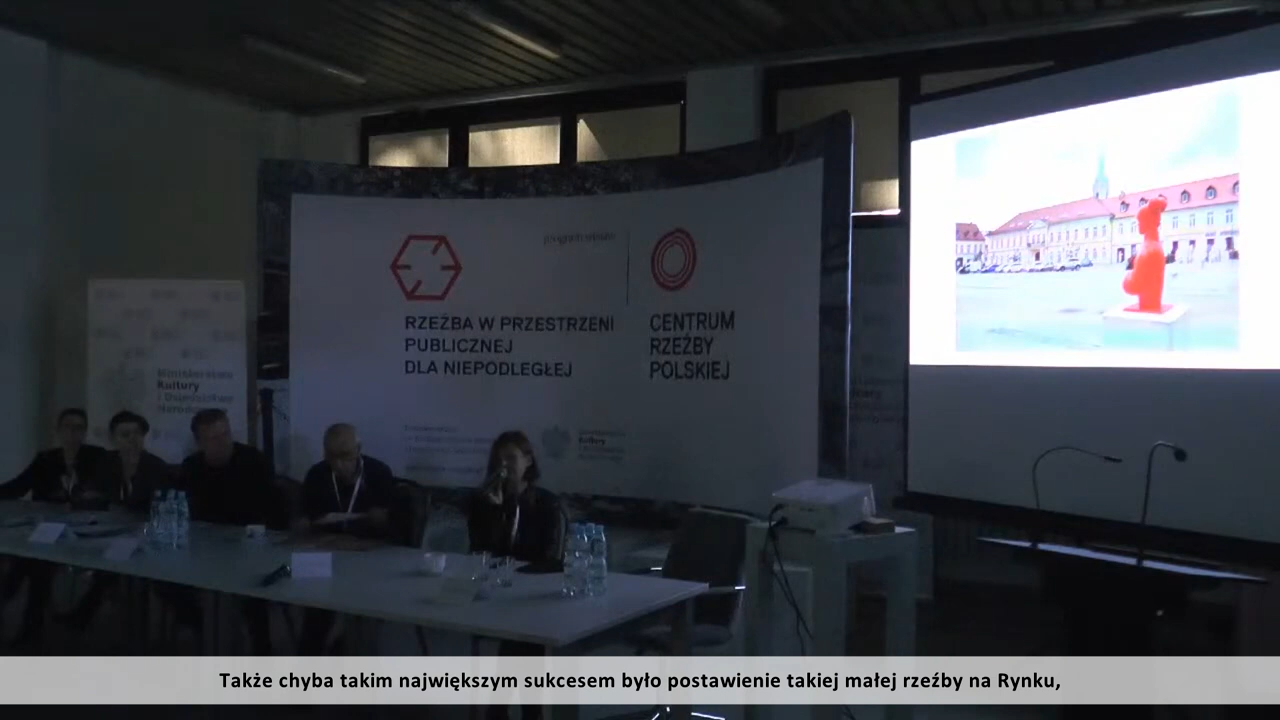 RZEŹBA W PRZESTRZENI
PUBLICZNEJ
DLA NIEPODLEGŁEJ
CENTRUM
RZEŹBY
POLSKIEJ
Ministerstwo
Kultury
i Dziedzictwa
Także chyba takim największym sukcesem było postawienie takiej małej rzeźby na Rynku,